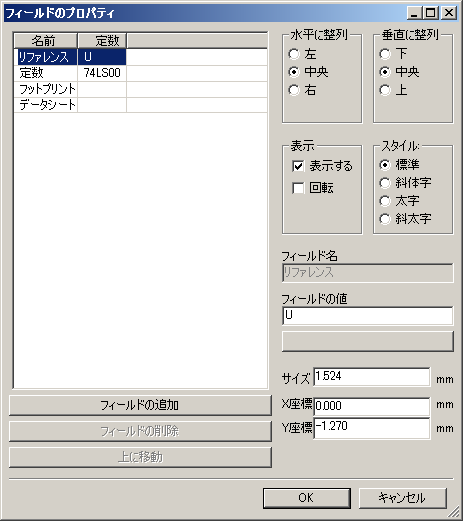 フィールドのプロパティ
名前 定数
リファレンス U
定数 74LS00
フットプリント
データシート
フィールドの追加
フィールドの削除
上に移動
水平に整列
左
中央
右
垂直に整列
下
中央
上
表示
表示する
回転
スタイル:
標準
斜体字
太字
斜太字
フィールド名
リファレンス
フィールドの値
U
サイズ 1.524 mm
X座標 0.000 mm
Y座標 -1.270 mm
OK キャンセル